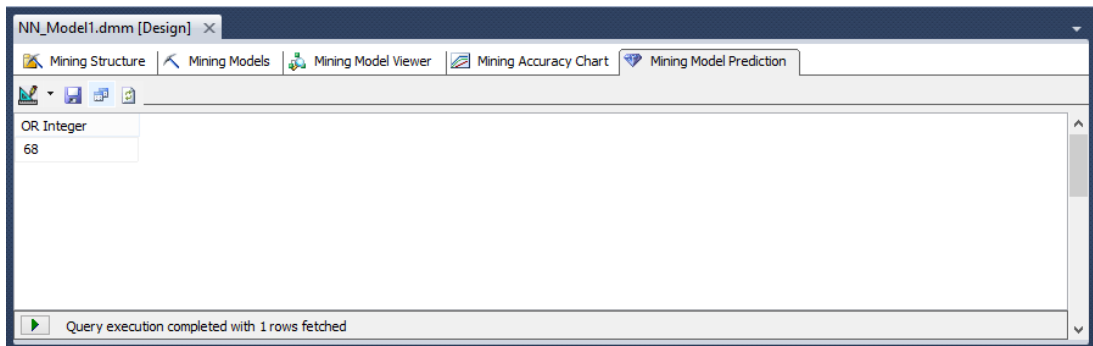 NN_Model1.dmm [Design]
Mining Structure Mining Models Mining Model Viewer Mining Accuracy Chart Mining Model Prediction
OR Integer
68
Query execution completed with 1 rows fetched